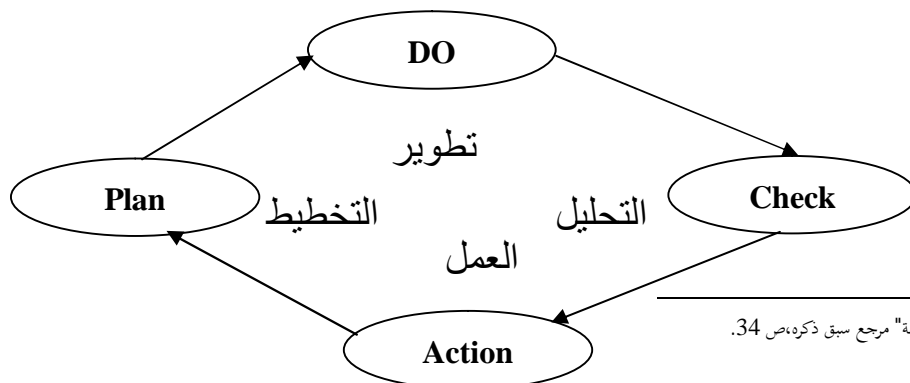 DO
تطوير
Plan
التخطيط
التحليل
Check
العمل
Action
مرجع سبق ذكره،ص 34.